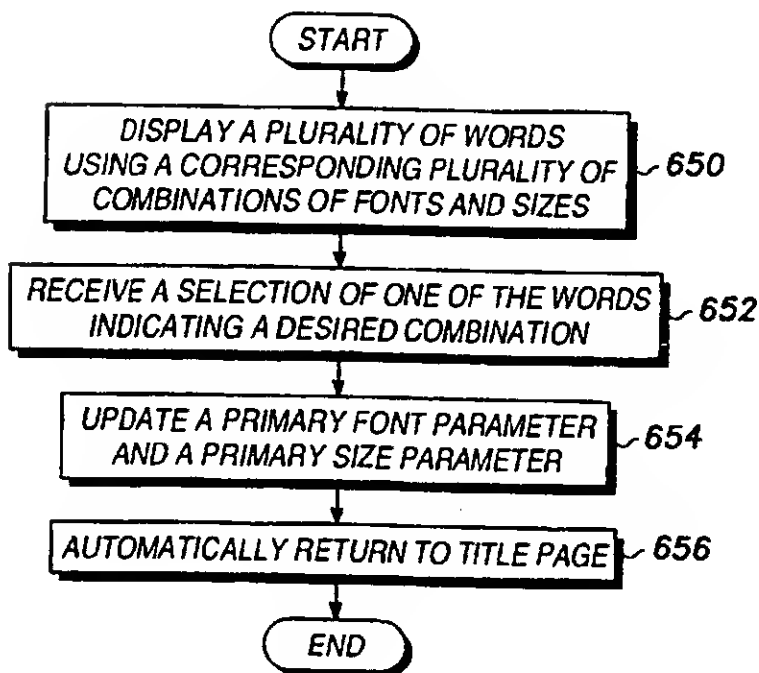 START
DISPLAY A PLURALITY OF WORDS
USING A CORRESPONDING PLURALITY OF
COMBINATIONS OF FONTS AND SIZES
650
RECEIVE A SELECTION OF ONE OF THE WORDS
INDICATING A DESIRED COMBINATION
652
UPDATE A PRIMARY FONT PARAMETER
AND A PRIMARY SIZE PARAMETER
654
AUTOMATICALLY RETURN TO TITLE PAGE
656
END